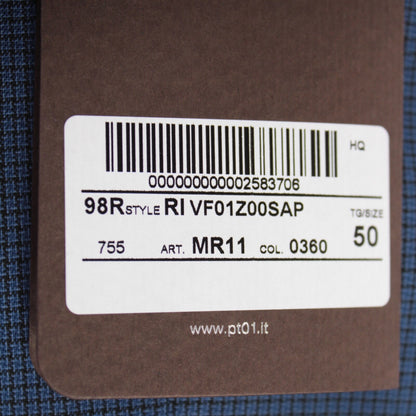 HQ
000000000002583706
98R STYLE RI VF01Z00SAP TG/SIZE
755 ART. MR11 COL. 0360 50
www.pt01.it